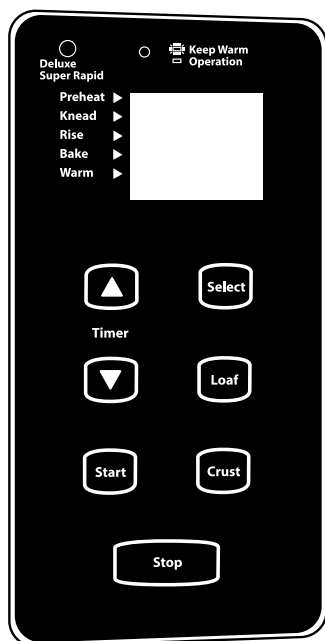 Deluxe
Super Rapid
Keep Warm
Operation
Preheat
Knead
Rise
Bake
Warm
Select
Timer
Loaf
Start
Crust
Stop